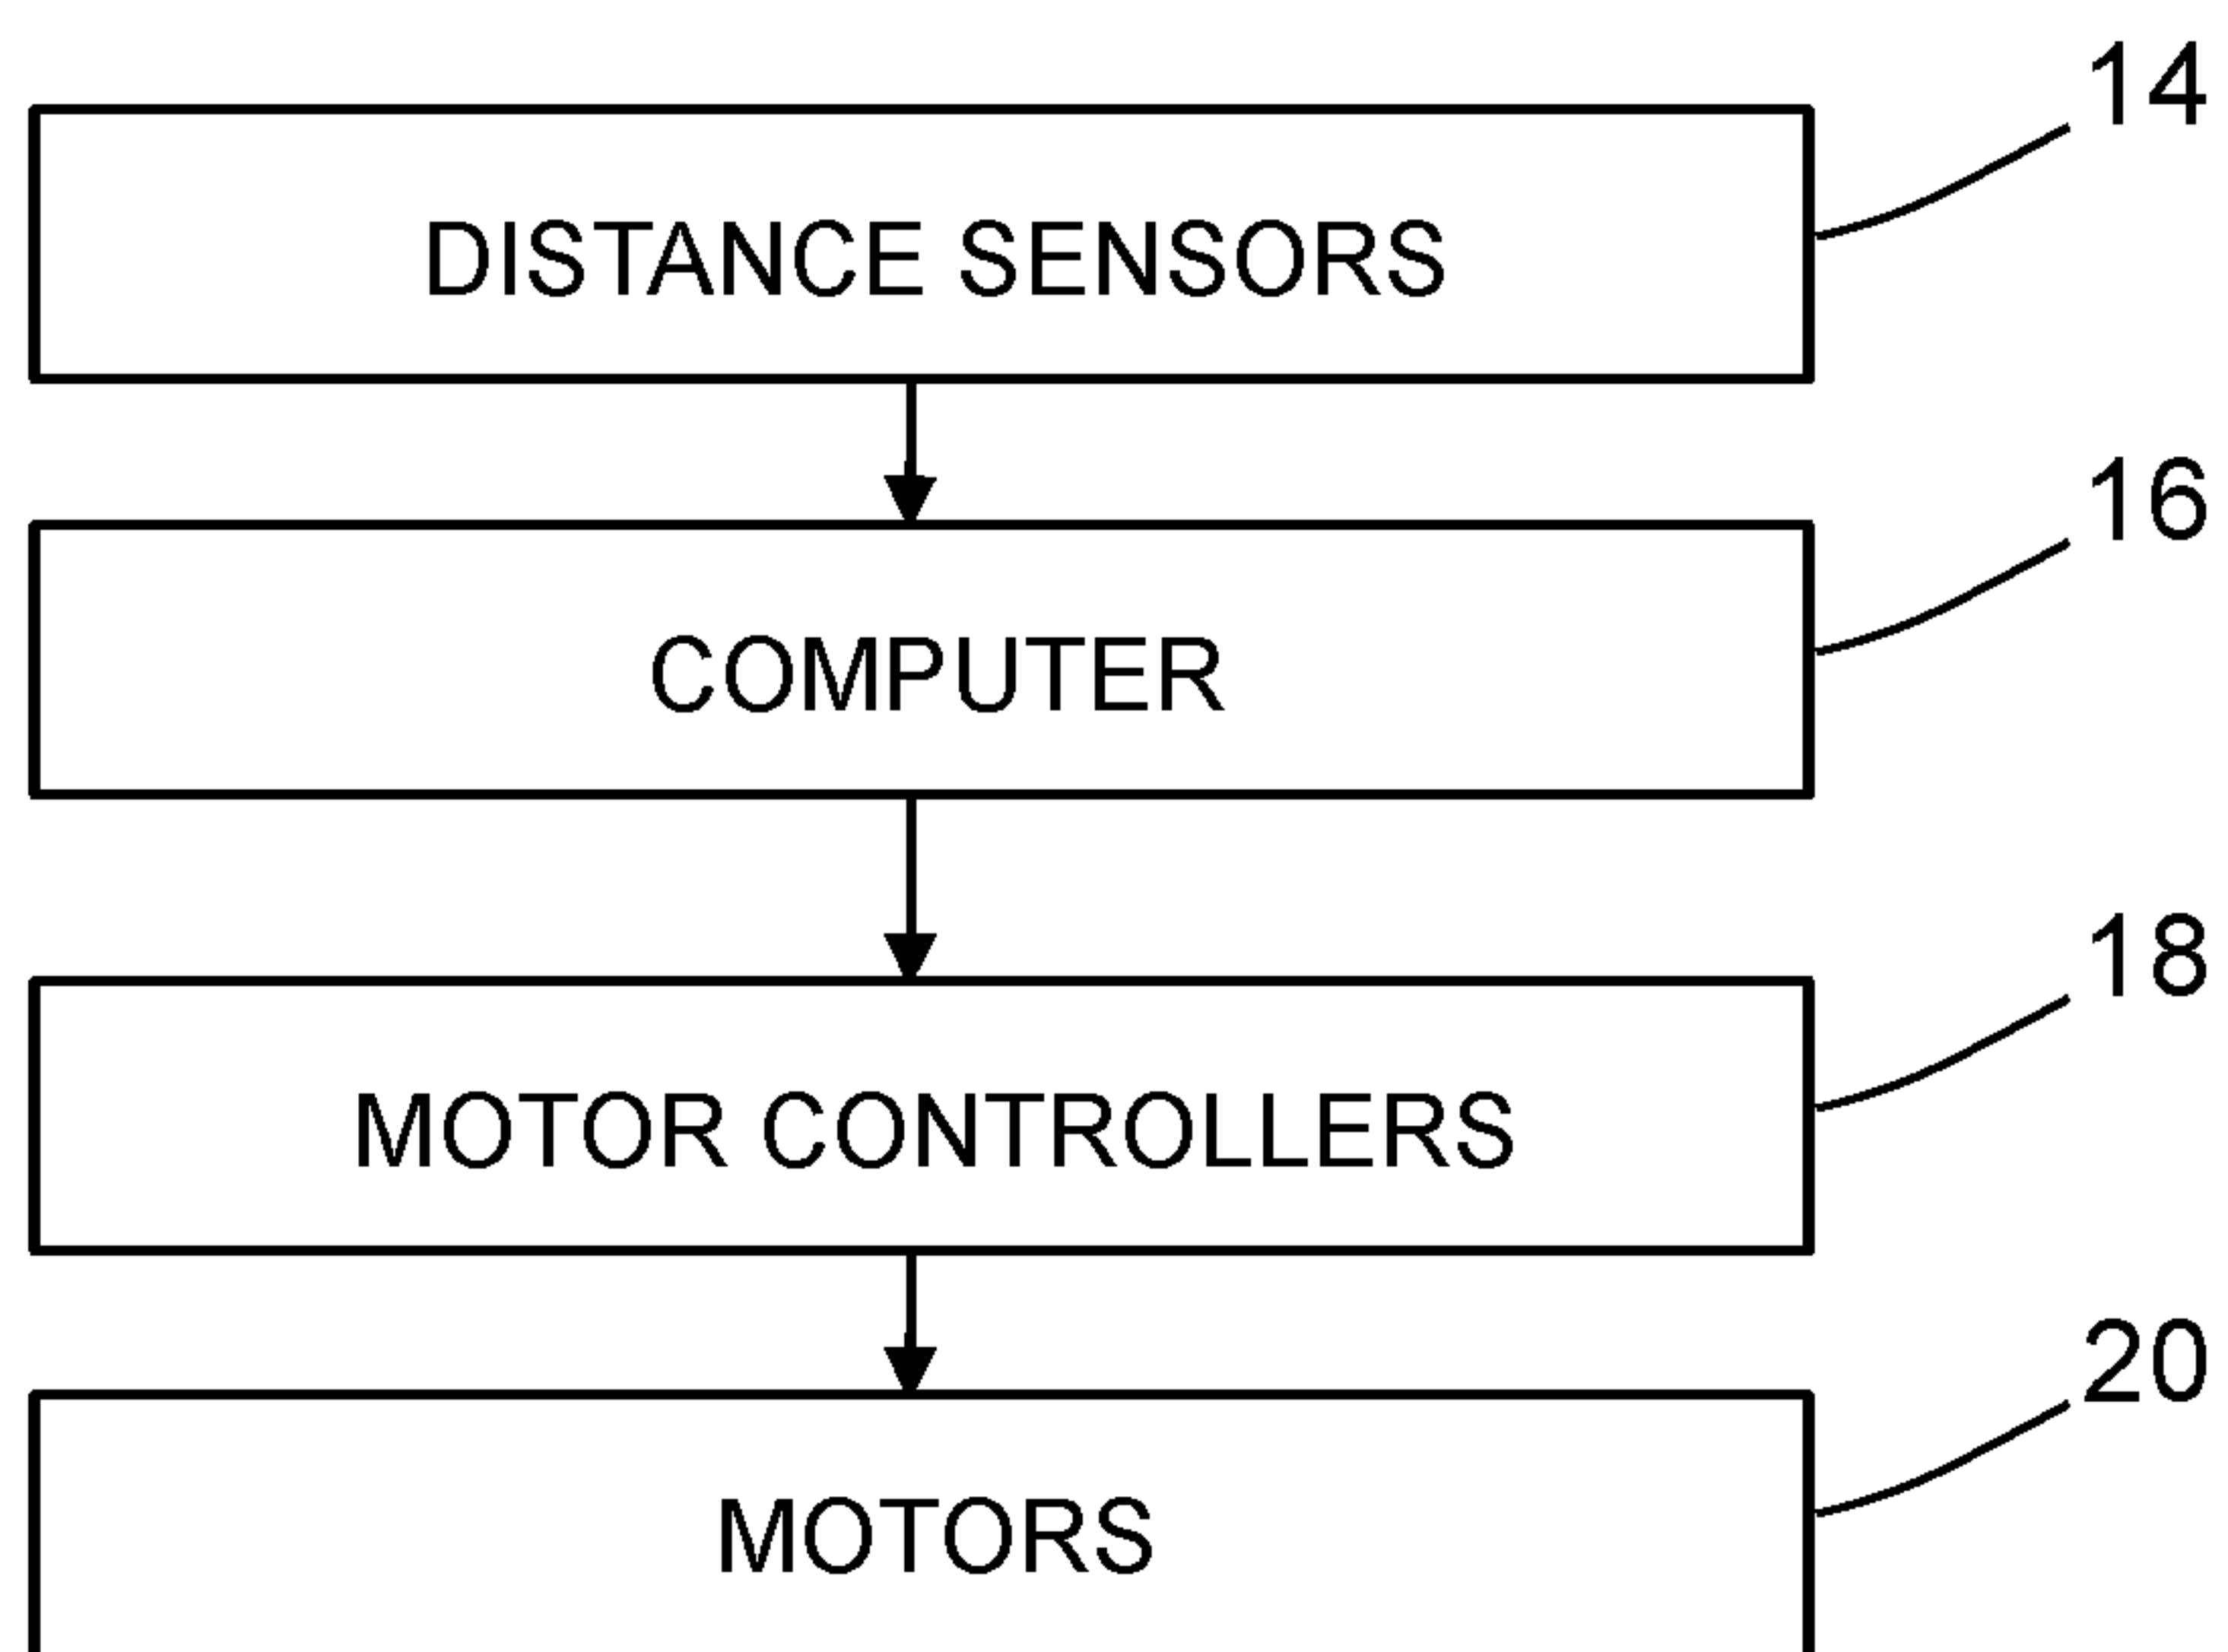 14
DISTANCE SENSORS
16
COMPUTER
18
MOTOR CONTROLLERS
20
MOTORS